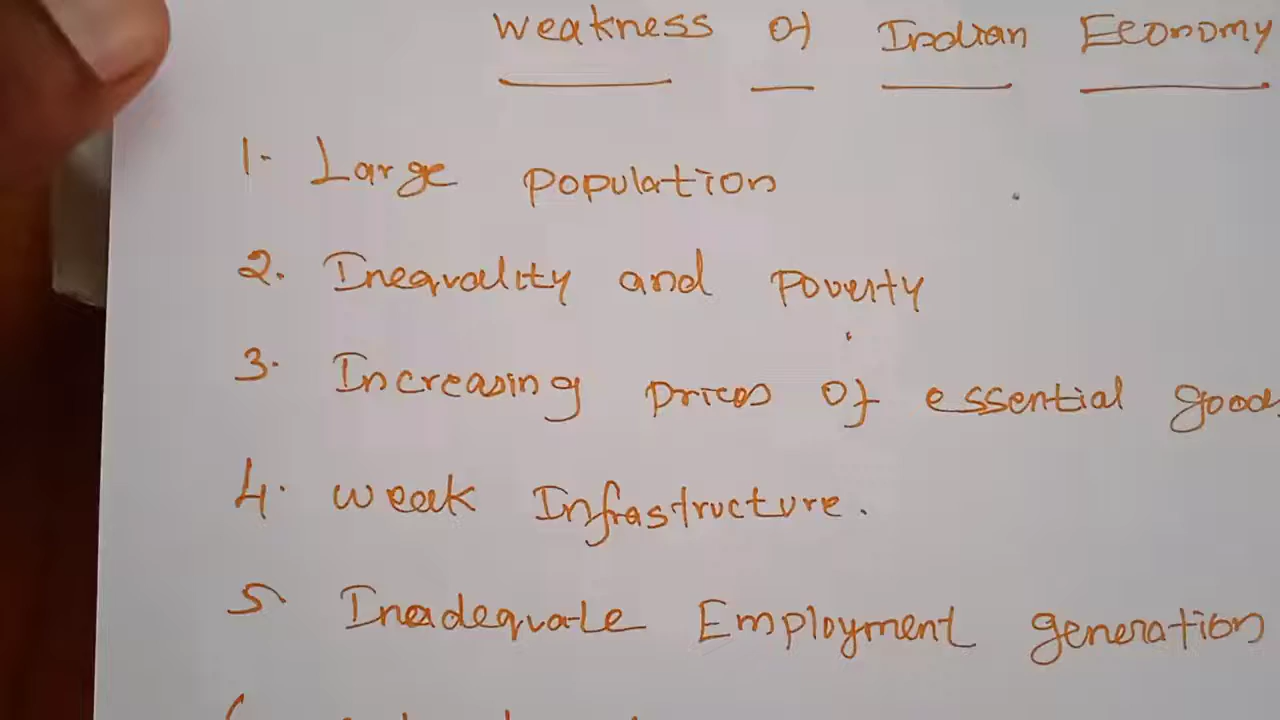 Weakness of Indian Economy
1. Large population
2. Inequality and Poverty
3. Increasing prices of essential good
4. Weak Infrastructure.
5 Inadequate Employment generation